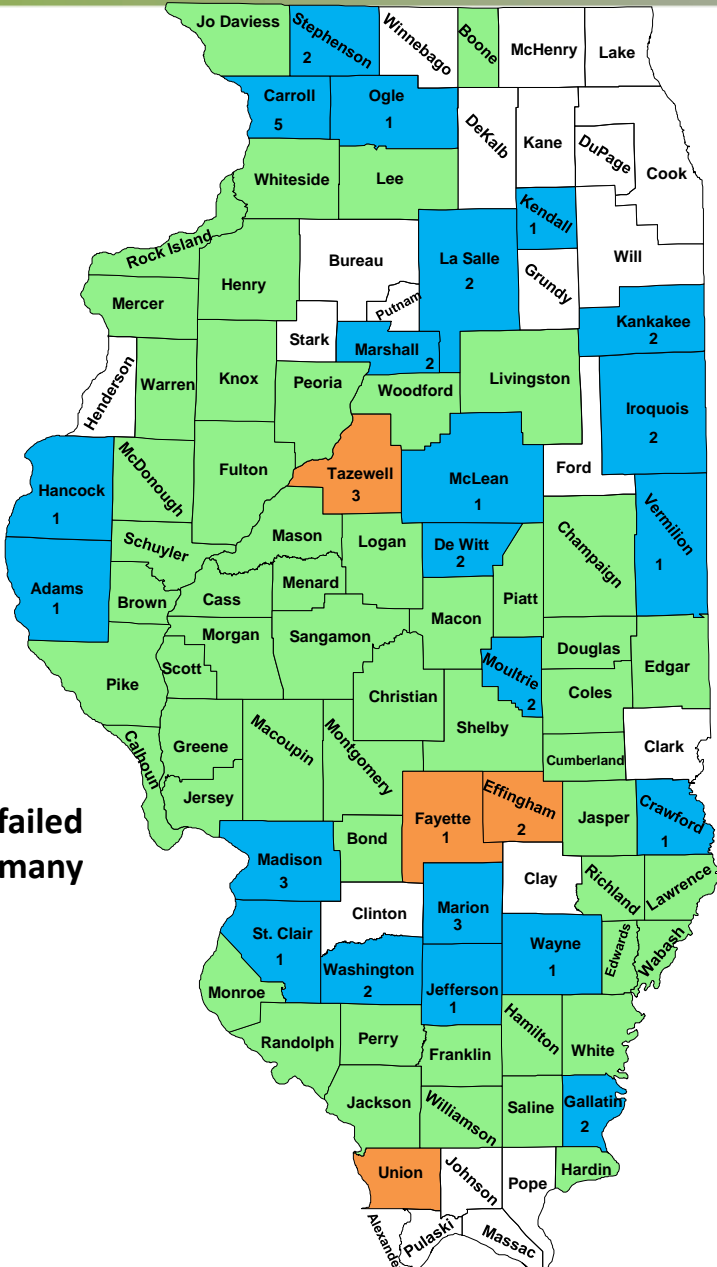 Jo Daviess
Stephenson
2
Winnebago
Boone
McHenry
Lake
Carroll
5
Ogle
1
DeKalb
Kane
DuPage
Cook
Whiteside
Lee
Kendall
1
Rock Island
Henry
Bureau
La Salle
2
Grundy
Will
Mercer
Putnam
Stark
Marshall
2
Kankakee
2
Henderson
Warren
Knox
Peoria
Woodford
Livingston
Iroquois
2
Ford
Hancock
1
McDonough
Fulton
Tazewell
3
McLean
1
Vermilion
1
Schuyler
Mason
Logan
De Witt
2
Champaign
Adams
1
Brown
Cass
Menard
Piatt
Macon
Morgan
Sangamon
Scott
Pike
Christian
Moultrie
2
Douglas
Edgar
Coles
Shelby
Calhoun
Greene
Macoupin
Montgomery
Cumberland
Clark
Jersey
failed
many
Bond
Fayette
1
Effingham
2
Jasper
Crawford
1
Madison
3
Clay
Richland
Lawrence
Clinton
Marion
3
St. Clair
1
Washington
2
Jefferson
1
Wayne
1
Edwards
Wabash
Monroe
Randolph
Perry
Franklin
Hamilton
White
Jackson
Williamson
Saline
Gallatin
2
Union
Johnson
Pope
Hardin
Alexande
Pulaski
Massac